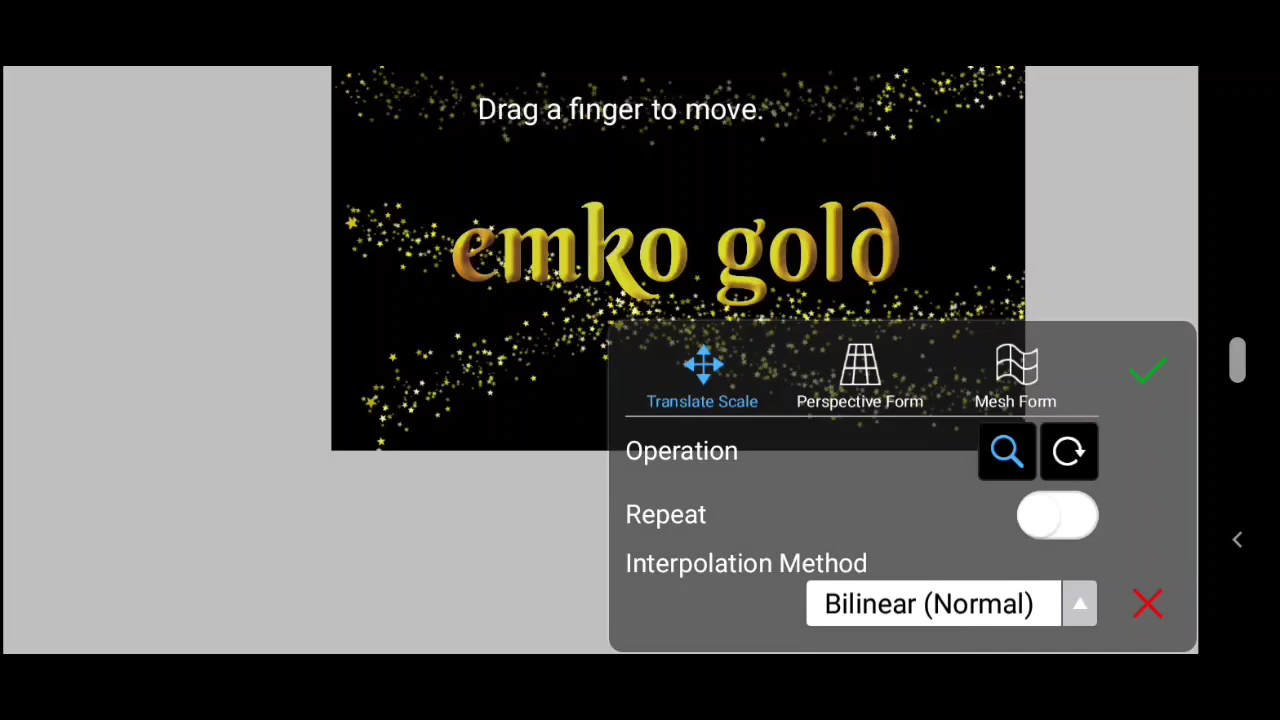 Drag a finger to move.
emko gold
Translate Scale
Perspective Form
Mesh Form
Operation
Repeat
Interpolation Method
Bilinear (Normal)